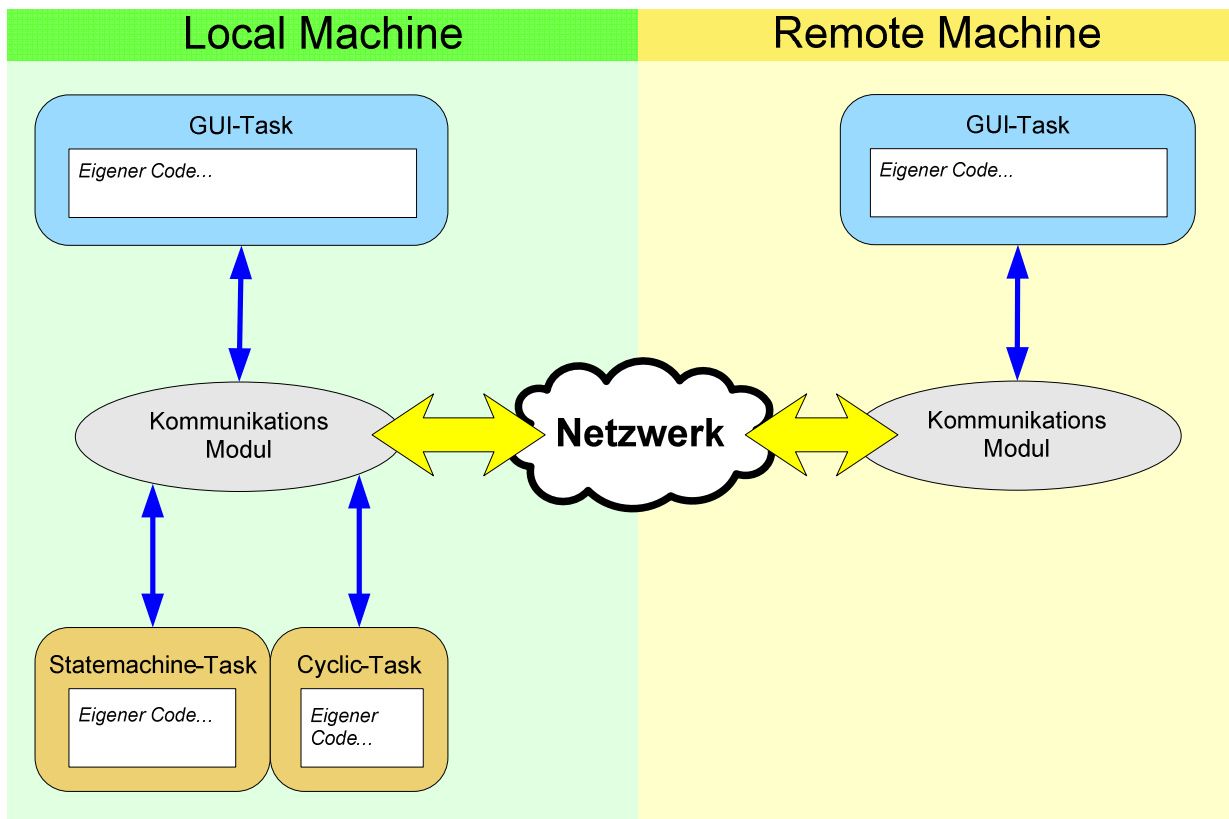 Local Machine
Remote Machine
GUI-Task
Eigener Code...
GUI-Task
Eigener Code...
Kommunikations
Modul
Netzwerk
Kommunikations
Modul
Statemachine-Task
Eigener Code...
Cyclic-Task
Eigener
Code...